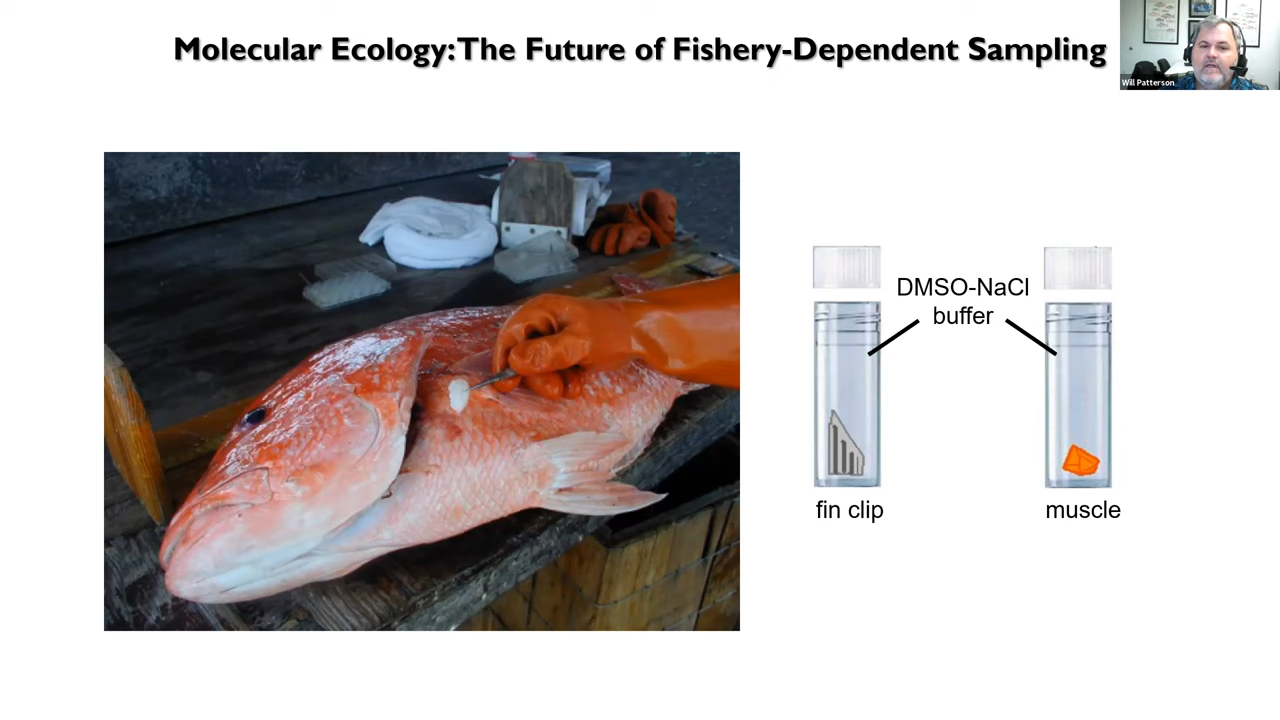 Molecular Ecology: The Future of Fishery-Dependent Sampling
Will Patterson
DMSO-NaCl
buffer
fin clip
muscle